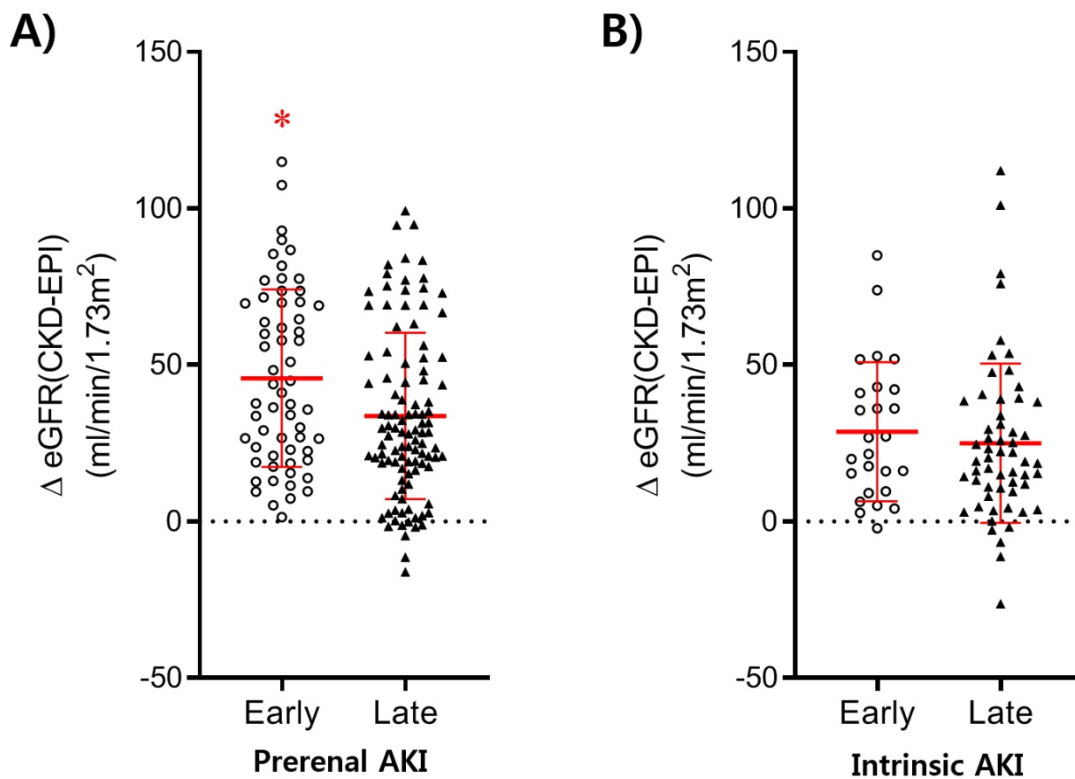 A)
Δ eGFR(CKD-EPI)
(ml/min/1.73m²)
150
100
50
0
-50
*
Early Late
Prerenal AKI
B)
Δ eGFR(CKD-EPI)
(ml/min/1.73m²)
150
100
50
0
-50
Early Late
Intrinsic AKI